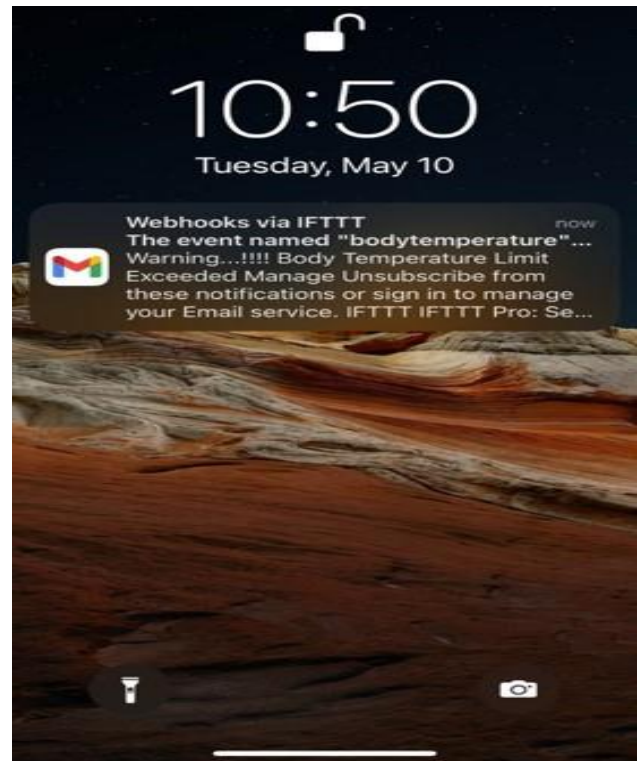 10:50
Tuesday, May 10
Webhooks via IFTTT now
The event named "bodytemperature"...
Warning...!!!! Body Temperature Limit
Exceeded Manage Unsubscribe from
these notifications or sign in to manage
your Email service. IFTTT IFTTT Pro: Se...